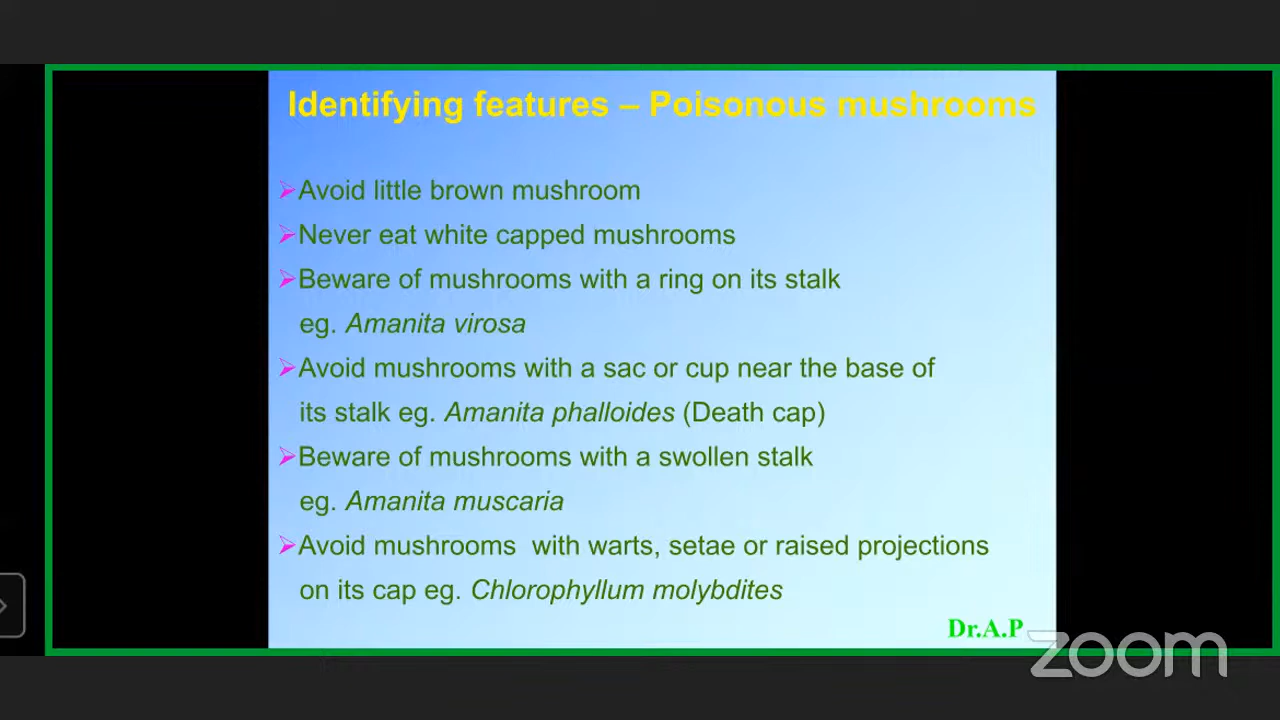 Identifying features – Poisonous mushrooms
➢Avoid little brown mushroom
➢Never eat white capped mushrooms
➢Beware of mushrooms with a ring on its stalk
eg. Amanita virosa
➢Avoid mushrooms with a sac or cup near the base of
its stalk eg. Amanita phalloides (Death cap)
➢Beware of mushrooms with a swollen stalk
eg. Amanita muscaria
➢Avoid mushrooms with warts, setae or raised projections
on its cap eg. Chlorophyllum molybdites
Dr.A.P
zoom